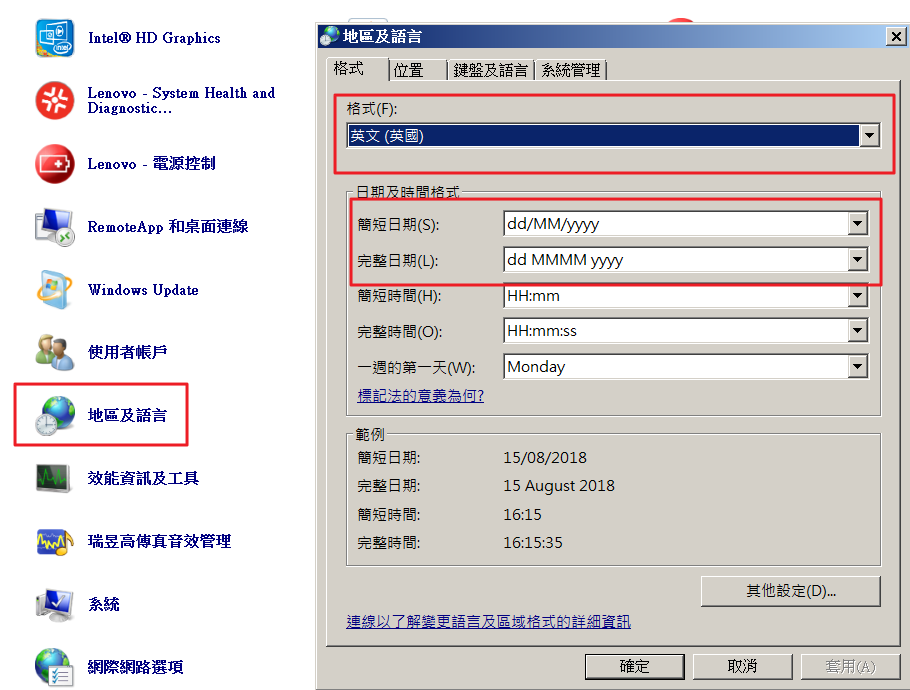 Intel® HD Graphics
Lenovo - System Health and
Diagnostic...
Lenovo - 電源控制
RemoteApp 和桌面連線
Windows Update
使用者帳戶
地區及語言
效能資訊及工具
瑞昱高傳真音效管理
系統
網際網路選項
地區及語言
格式
位置
鍵盤及語言
系統管理
格式(F):
英文 (英國)
日期及時間格式
簡短日期(S): dd/MM/yyyy
完整日期(L): dd MMMM yyyy
簡短時間(H): HH:mm
完整時間(O): HH:mm:ss
一週的第一天(W): Monday
標記法的意義為何?
範例
簡短日期: 15/08/2018
完整日期: 15 August 2018
簡短時間: 16:15
完整時間: 16:15:35
其他設定(D)...
連線以了解變更語言及區域格式的詳細資訊
確定
取消
套用(A)